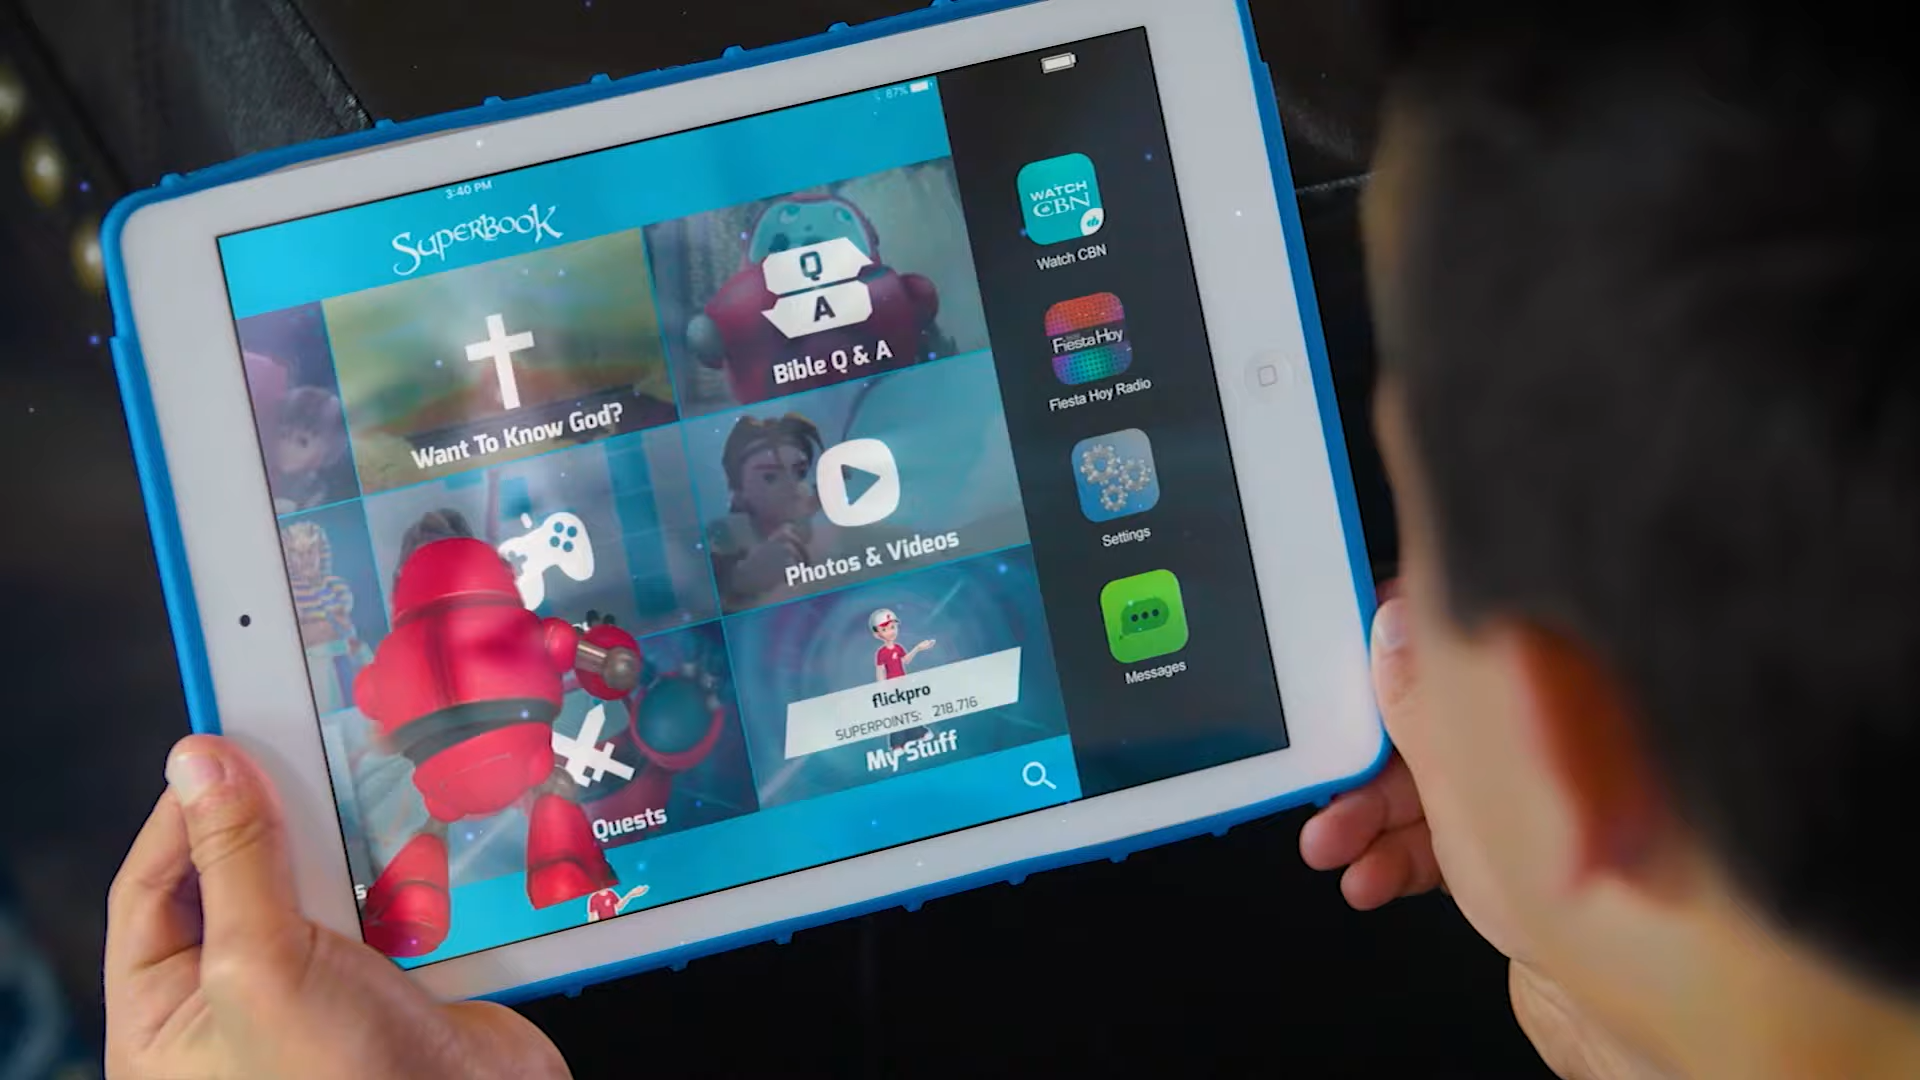 3:40 PM
87%
SUPERBOOK
Want To Know God?
Q
A
Bible Q & A
Photos & Videos
Quests
flickpro
SUPERPOINTS: 218,716
My Stuff
WATCH
CBN
Watch CBN
Fiesta Hoy
Fiesta Hoy Radio
Settings
Messages